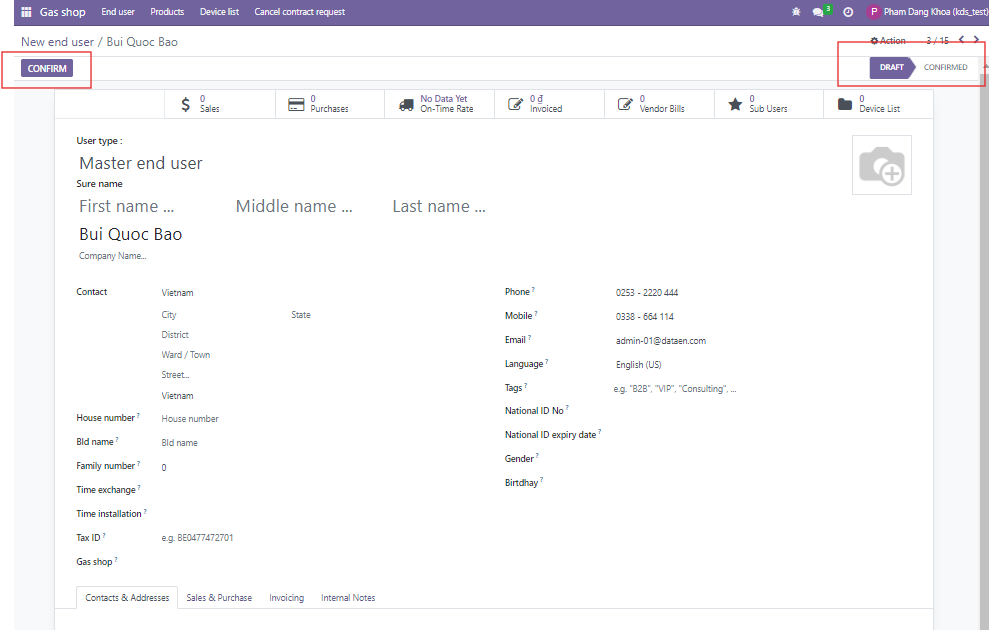 Gas shop End user Products Device list Cancel contract request 3 P Pham Dang Khoa (kds_test)
New end user / Bui Quoc Bao Action 3 / 15
CONFIRM DRAFT CONFIRMED
0 Sales 0 Purchases No Data Yet On-Time Rate 0 đ Invoiced 0 Vendor Bills 0 Sub Users 0 Device List
User type :
Master end user
Sure name
First name ... Middle name ... Last name ...
Bui Quoc Bao
Company Name...
Contact Vietnam Phone ? 0253 - 2220 444
City State Mobile ? 0338 - 664 114
District
Ward / Town Email ? admin-01@dataen.com
Street... Language ? English (US)
Vietnam Tags ? e.g. "B2B", "VIP", "Consulting", ...
House number ? House number National ID No ?
Bld name ? Bld name National ID expiry date ?
Family number ? 0 Gender ?
Time exchange ? Birtdhay ?
Time installation ?
Tax ID ? e.g. BE0477472701
Gas shop ?
Contacts & Addresses Sales & Purchase Invoicing Internal Notes